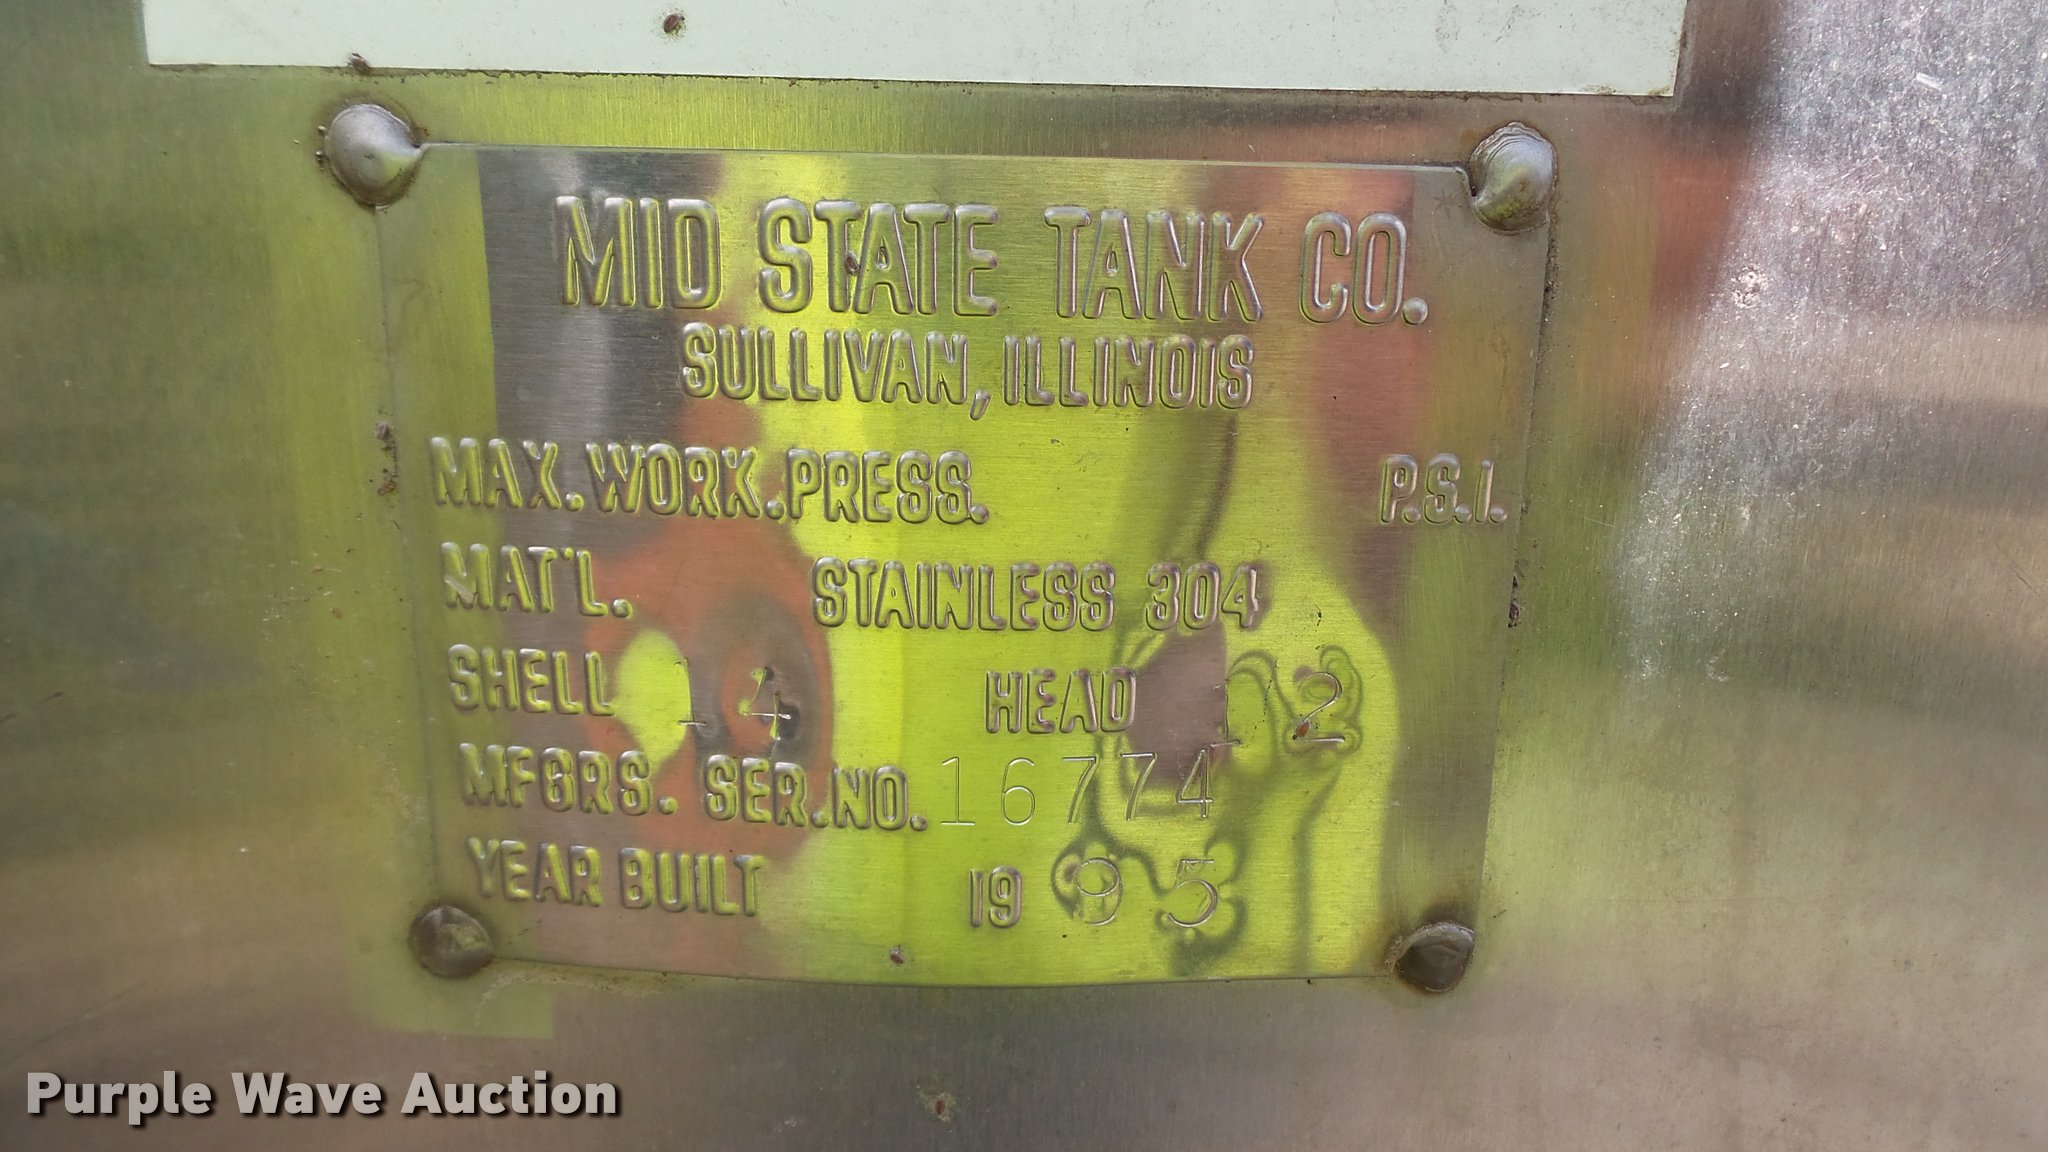 MID STATE TANK CO.
SULLIVAN, ILLINOIS
MAX. WORK. PRESS. P.S.I.
MAT'L. STAINLESS 304
SHELL 14 HEAD 12
MFGRS. SER. NO. 16774
YEAR BUILT 1995
Purple Wave Auction